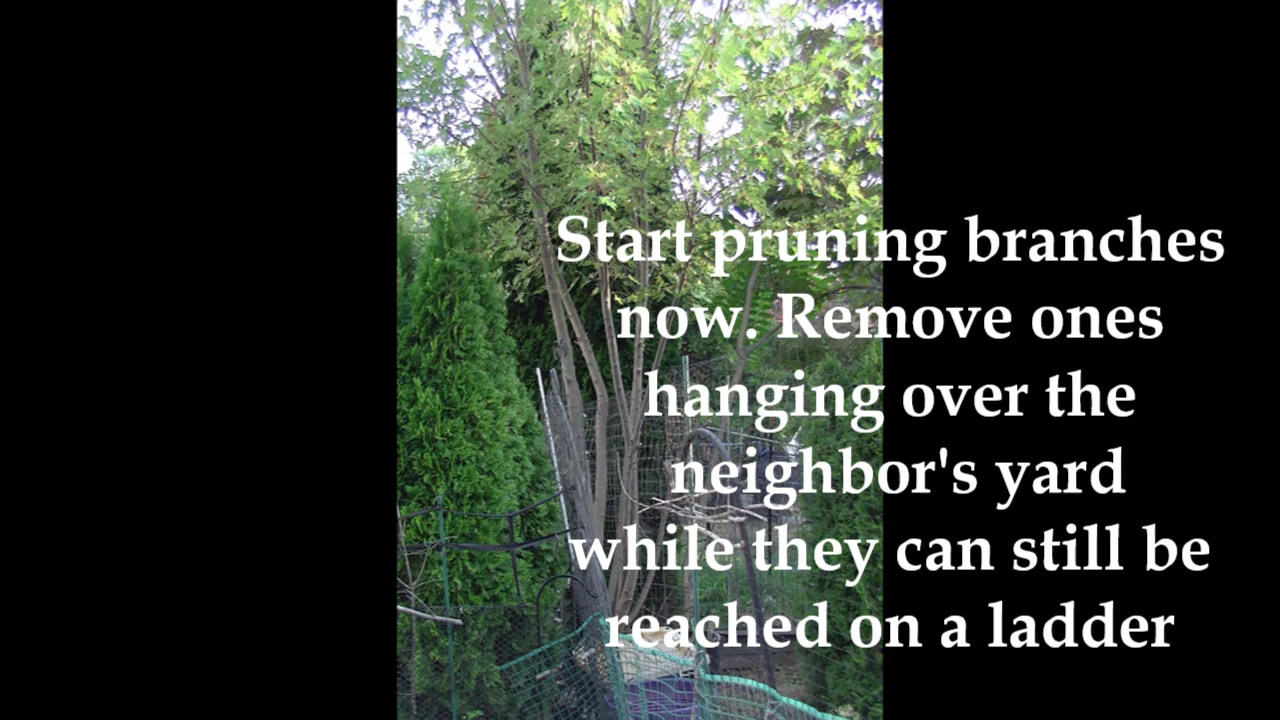 Start pruning branches
now. Remove ones
hanging over the
neighbor's yard
while they can still be
reached on a ladder